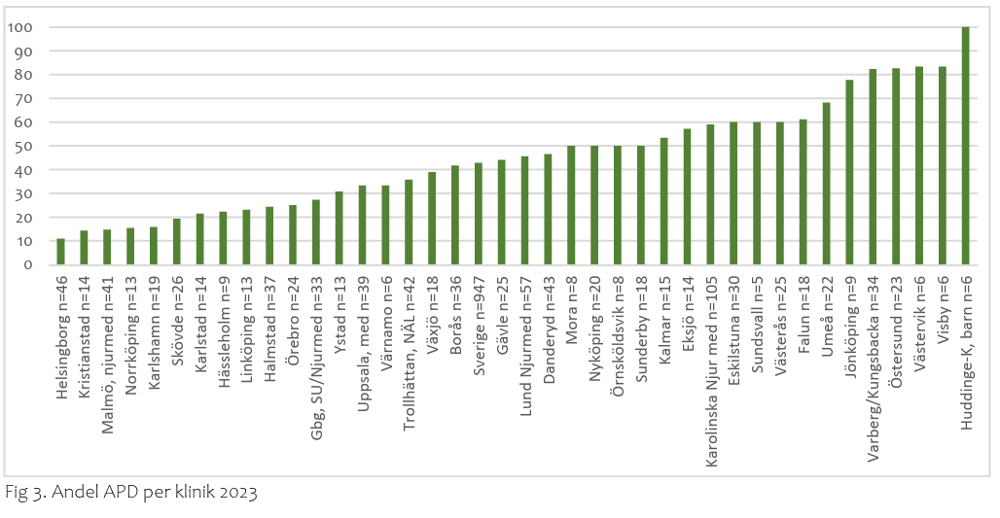 100
90
80
70
60
50
40
30
20
10
0
Helsingborg n=46
Kristianstad n=14
Malmö, njurmed n=41
Norrköping n=13
Karlshamn n=19
Skövde n=26
Karlstad n=14
Hässleholm n=9
Linköping n=13
Halmstad n=37
Örebro n=24
Gbg, SU/Njurmed n=33
Ystad n=13
Uppsala, med n=39
Värnamo n=6
Trollhättan, NÄL n=42
Växjö n=18
Borås n=36
Sverige n=947
Gävle n=25
Lund Njurmed n=57
Danderyd n=43
Mora n=8
Nyköping n=20
Örnsköldsvik n=8
Sunderby n=18
Kalmar n=15
Eksjö n=14
Karolinska Njur med n=105
Eskilstuna n=30
Sundsvall n=5
Västerås n=25
Falun n=18
Umeå n=22
Jönköping n=9
Varberg/Kungsbacka n=34
Östersund n=23
Västervik n=6
Visby n=6
Huddinge-K, barn n=6
Fig 3. Andel APD per klinik 2023